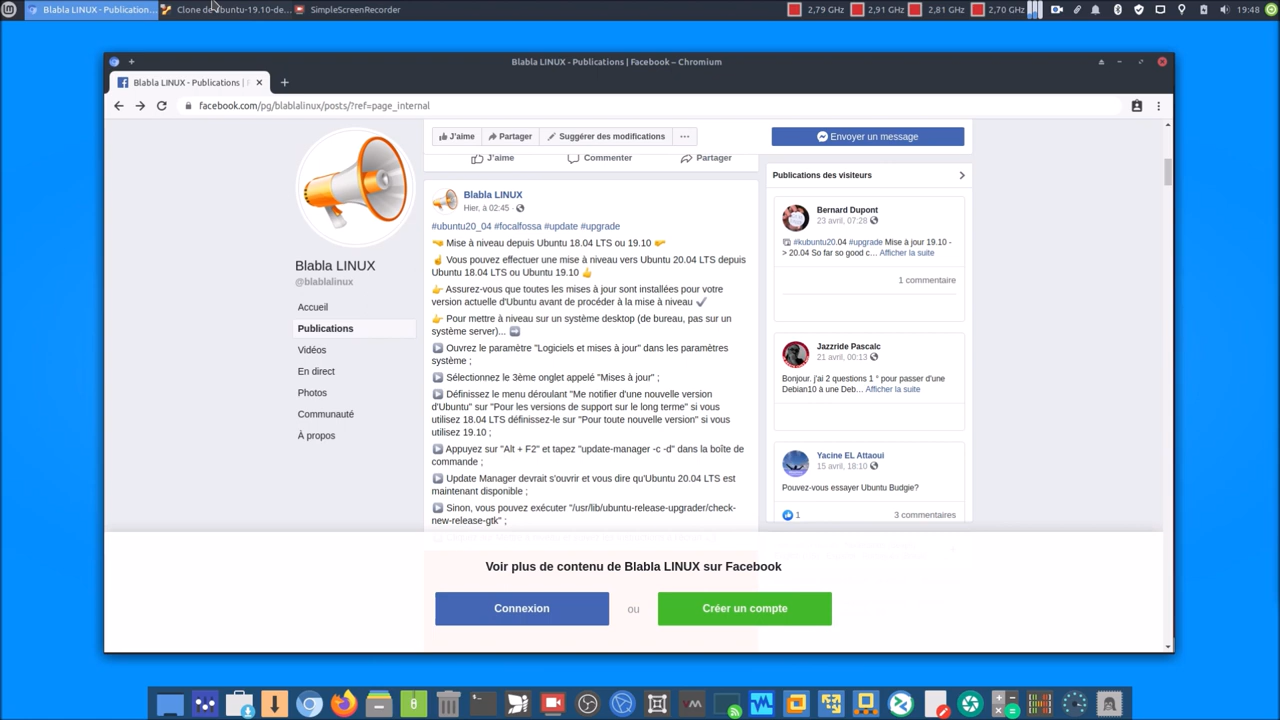 Blabla LINUX - Publication...
Clone de ubuntu-19.10-de...
SimpleScreenRecorder
2,79 GHz
2,91 GHz
2,81 GHz
2,70 GHz
19:48
Blabla LINUX - Publications | Facebook – Chromium
Blabla LINUX - Publications |
facebook.com/pg/blablalinux/posts/?ref=page_internal
J'aime
Partager
Suggérer des modifications
...
Envoyer un message
J'aime
Commenter
Partager
Blabla LINUX
@blablalinux
Accueil
Publications
Vidéos
En direct
Photos
Communauté
À propos
Blabla LINUX
Hier, à 02:45 ·
#ubuntu20_04 #focalfossa #update #upgrade
Mise à niveau depuis Ubuntu 18.04 LTS ou 19.10
Vous pouvez effectuer une mise à niveau vers Ubuntu 20.04 LTS depuis
Ubuntu 18.04 LTS ou Ubuntu 19.10
Assurez-vous que toutes les mises à jour sont installées pour votre
version actuelle d'Ubuntu avant de procéder à la mise à niveau
Pour mettre à niveau sur un système desktop (de bureau, pas sur un
système server)...
Ouvrez le paramètre "Logiciels et mises à jour" dans les paramètres
système ;
Sélectionnez le 3ème onglet appelé "Mises à jour" ;
Définissez le menu déroulant "Me notifier d'une nouvelle version
d'Ubuntu" sur "Pour les versions de support sur le long terme" si vous
utilisez 18.04 LTS définissez-le sur "Pour toute nouvelle version" si vous
utilisez 19.10 ;
Appuyez sur "Alt + F2" et tapez "update-manager -c -d" dans la boîte de
commande ;
Update Manager devrait s'ouvrir et vous dire qu'Ubuntu 20.04 LTS est
maintenant disponible ;
Sinon, vous pouvez exécuter "/usr/lib/ubuntu-release-upgrader/check-
new-release-gtk" ;
Publications des visiteurs
Bernard Dupont
23 avril, 07:28
#kubuntu20.04 #upgrade Mise à jour 19.10 -
> 20.04 So far so good c... Afficher la suite
1 commentaire
Jazzride Pascalc
21 avril, 00:13
Bonjour. j'ai 2 questions 1 ° pour passer d'une
Debian10 à une Deb... Afficher la suite
Yacine EL Attaoui
15 avril, 18:10
Pouvez-vous essayer Ubuntu Budgie?
1
3 commentaires
Voir plus de contenu de Blabla LINUX sur Facebook
Connexion
ou
Créer un compte